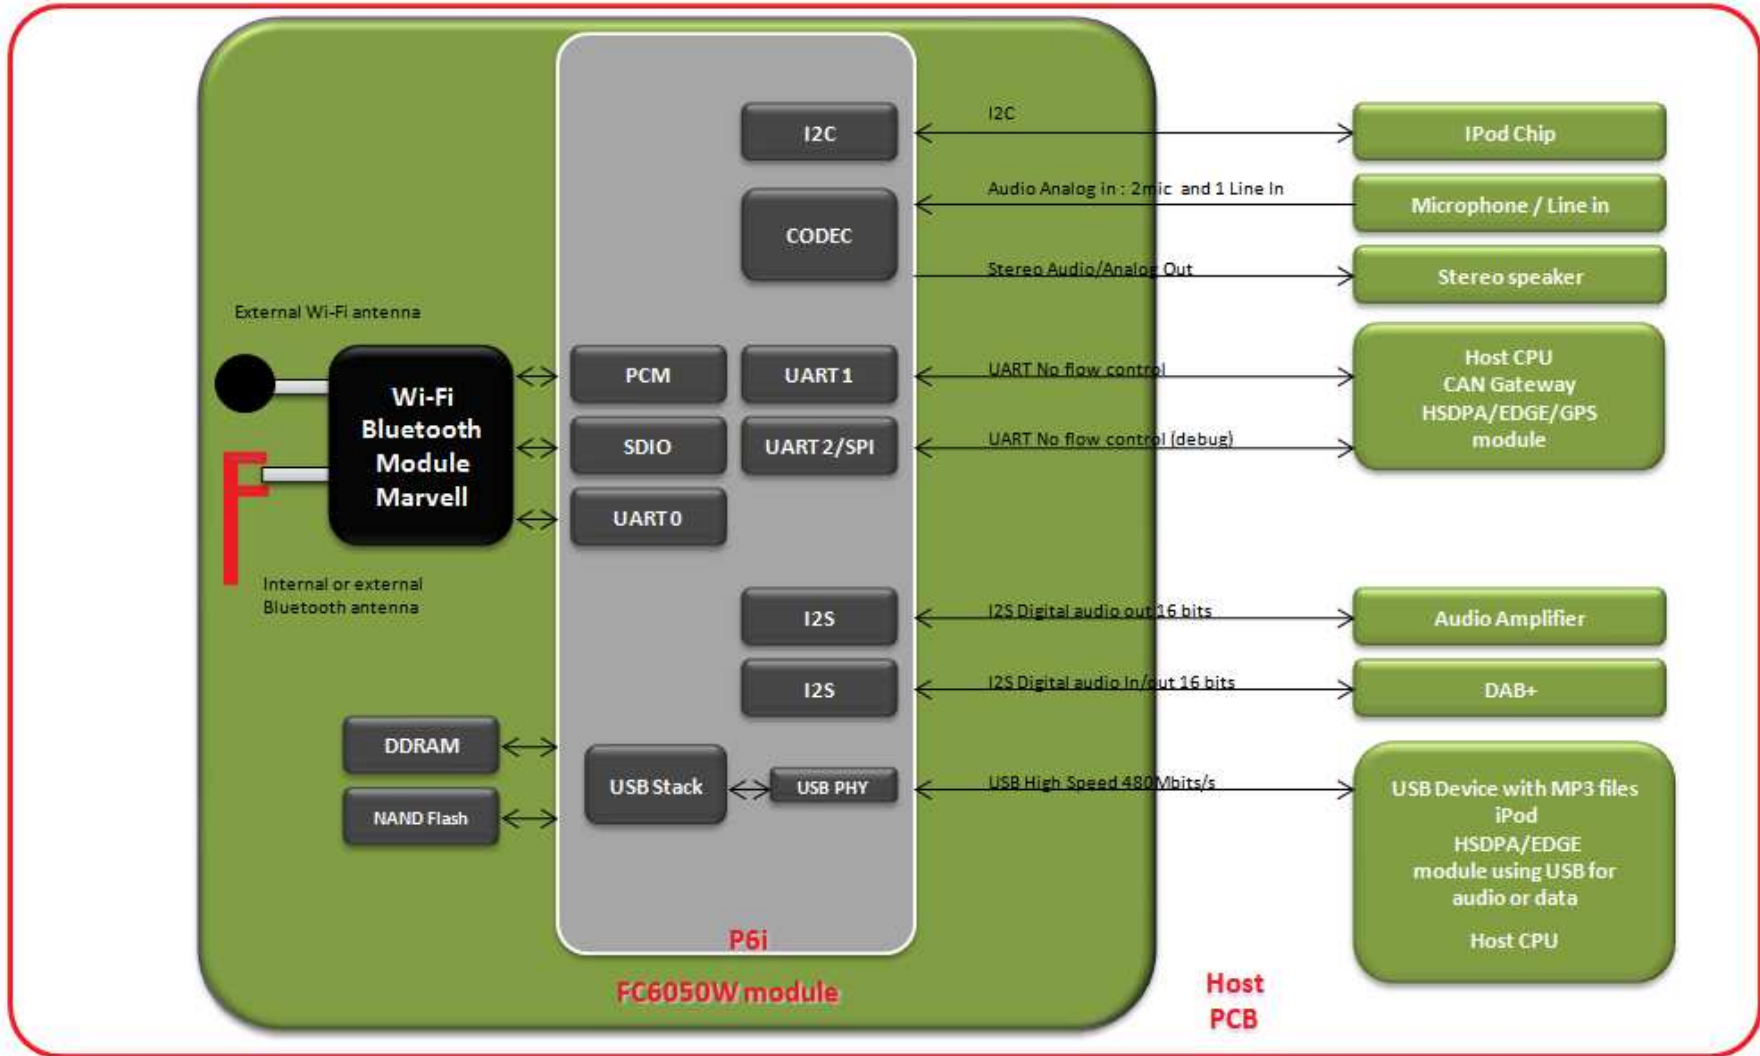 I2C
I2C
IPod Chip
Audio Analog in : 2mic and 1 Line In
Microphone / Line in
CODEC
Stereo Audio/Analog Out
Stereo speaker
External Wi-Fi antenna
Wi-Fi
Bluetooth
Module
Marvell
PCM
UART 1
UART No flow control
SDIO
UART 2/SPI
UART No flow control (debug)
UART 0
Host CPU
CAN Gateway
HSDPA/EDGE/GPS
module
Internal or external
Bluetooth antenna
I2S
I2S Digital audio out 16 bits
Audio Amplifier
I2S
I2S Digital audio In/out 16 bits
DAB+
DDRAM
NAND Flash
USB Stack
USB PHY
USB High Speed 480Mbits/s
USB Device with MP3 files
iPod
HSDPA/EDGE
module using USB for
audio or data
Host CPU
P6i
FC6050W module
Host
PCB